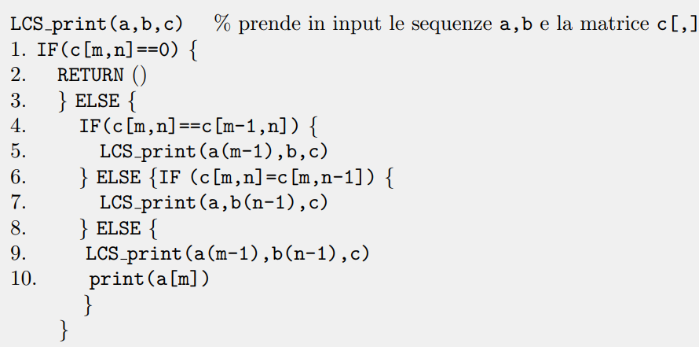 LCS_print(a,b,c) % prende in input le sequenze a,b e la matrice c[,]
1. IF(c[m,n]==0) {
2. RETURN ()
3. } ELSE {
4. IF(c[m,n]==c[m-1,n]) {
5. LCS_print(a(m-1),b,c)
6. } ELSE {IF (c[m,n]=c[m,n-1]) {
7. LCS_print(a,b(n-1),c)
8. } ELSE {
9. LCS_print(a(m-1),b(n-1),c)
10. print(a[m])
}
}